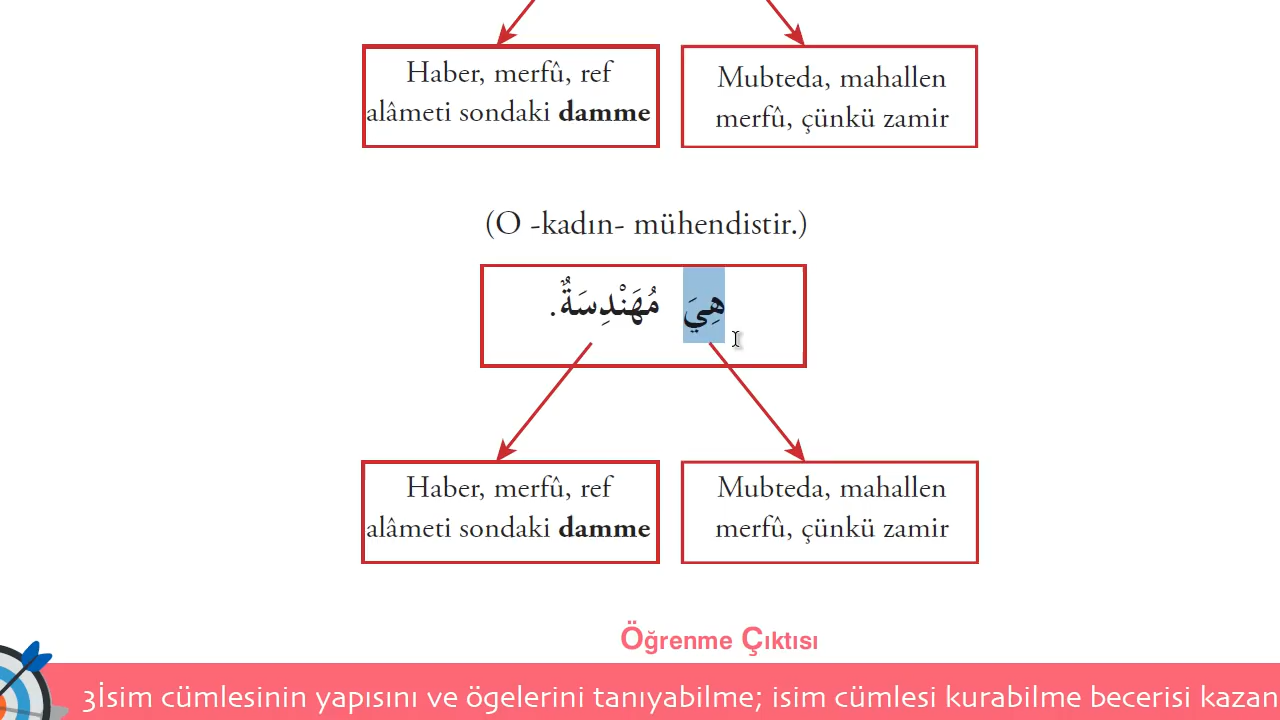 Haber, merfû, ref
alâmeti sondaki damme
Mubteda, mahallen
merfû, çünkü zamir
(O -kadın- mühendistir.)
هِيَ مُهَنْدِسَةٌ.
Haber, merfû, ref
alâmeti sondaki damme
Mubteda, mahallen
merfû, çünkü zamir
Öğrenme Çıktısı
3İsim cümlesinin yapısını ve ögelerini tanıyabilme; isim cümlesi kurabilme becerisi kazan